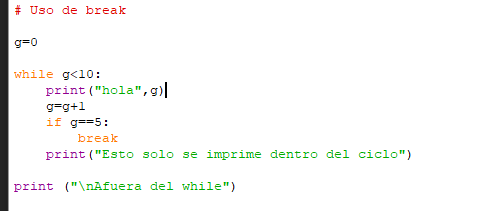 # Uso de break
g=0
while g<10:
    print("hola",g)
    g=g+1
    if g==5:
        break
    print("Esto solo se imprime dentro del ciclo")
print ("\nAfuera del while")